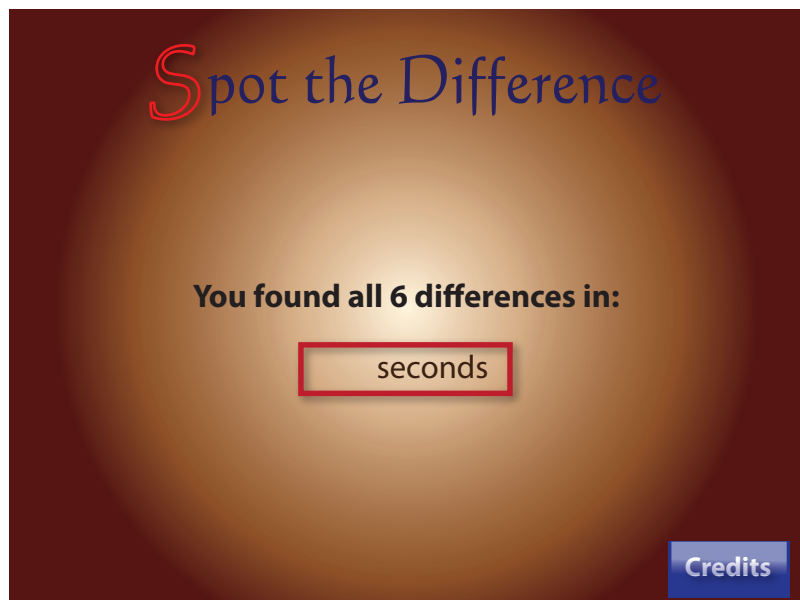 Spot the Difference
You found all 6 differences in:
seconds
Credits